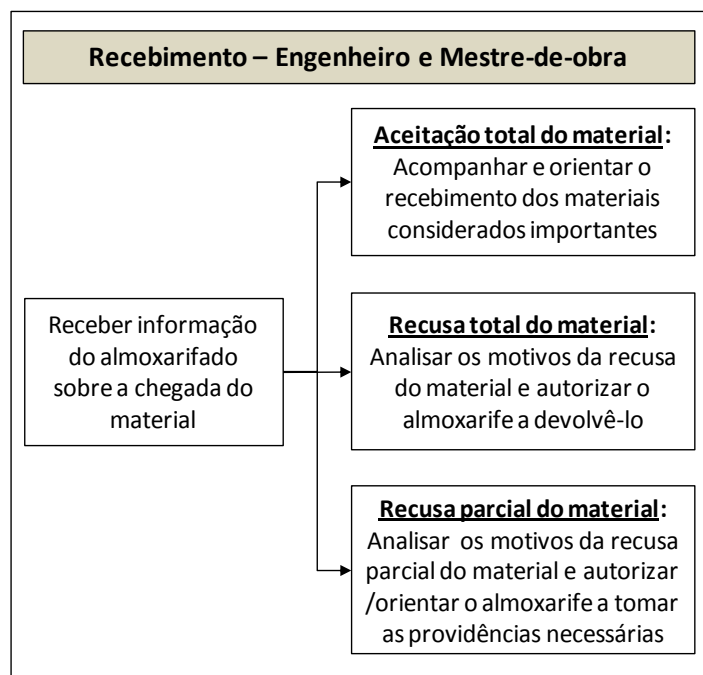 Recebimento – Engenheiro e Mestre-de-obra
Receber informação
do almoxarifado
sobre a chegada do
material
Aceitação total do material:
Acompanhar e orientar o
recebimento dos materiais
considerados importantes
Recusa total do material:
Analisar os motivos da recusa
do material e autorizar o
almoxarife a devolvê-lo
Recusa parcial do material:
Analisar os motivos da recusa
parcial do material e autorizar
/orientar o almoxarife a tomar
as providências necessárias